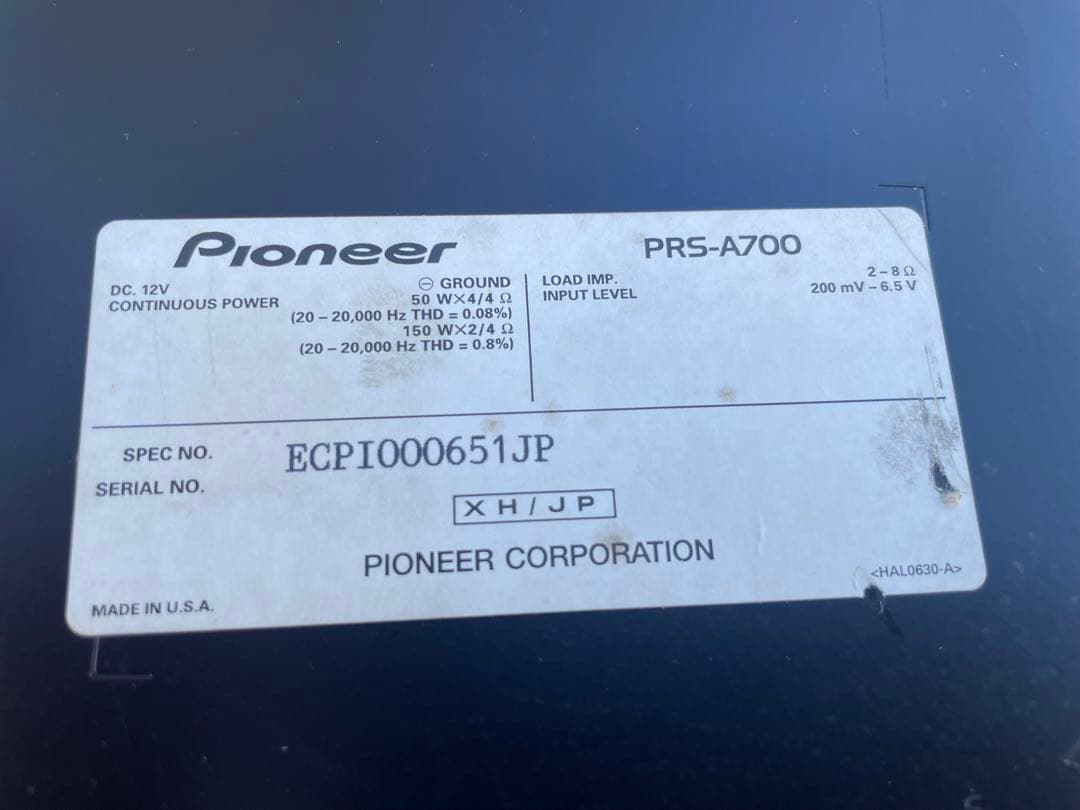 Pioneer PRS-A700
DC. 12V ⊖ GROUND
CONTINUOUS POWER 50 W×4/4 Ω
(20 – 20,000 Hz THD = 0.08%)
150 W×2/4 Ω
(20 – 20,000 Hz THD = 0.8%)
LOAD IMP. 2 – 8 Ω
INPUT LEVEL 200 mV – 6.5 V
SPEC NO. ECPI000651JP
SERIAL NO.
XH/JP
PIONEER CORPORATION
<HAL0630-A>
MADE IN U.S.A.